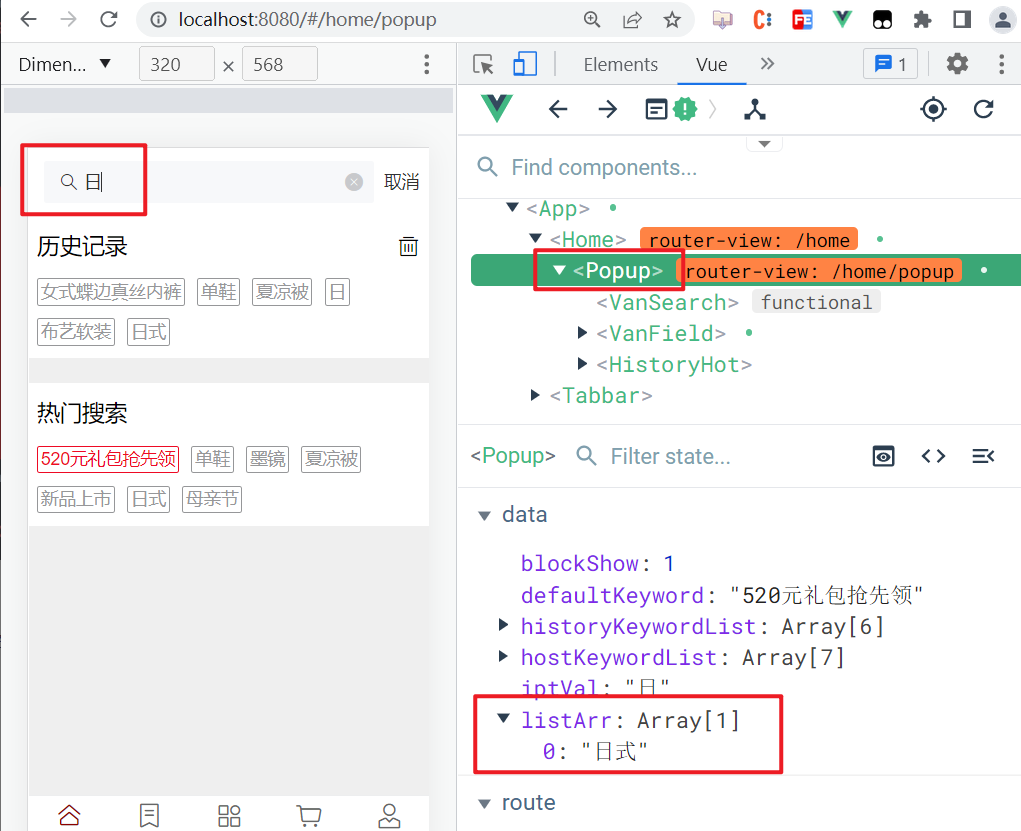 localhost:8080/#/home/popup
Dimen... ▼ 320 × 568
Elements Vue 1
Find components...
日 取消
<App>
<Home> router-view: /home
历史记录
<Popup> router-view: /home/popup
女式蝶边真丝内裤 单鞋 夏凉被 日
<VanSearch> functional
布艺软装 日式
<VanField>
<HistoryHot>
<Tabbar>
热门搜索
520元礼包抢先领 单鞋 墨镜 夏凉被
<Popup> Filter state...
新品上市 日式 母亲节
data
blockShow: 1
defaultKeyword: "520元礼包抢先领"
historyKeywordList: Array[6]
hostKeywordList: Array[7]
iptVal: "日"
listArr: Array[1]
0: "日式"
route